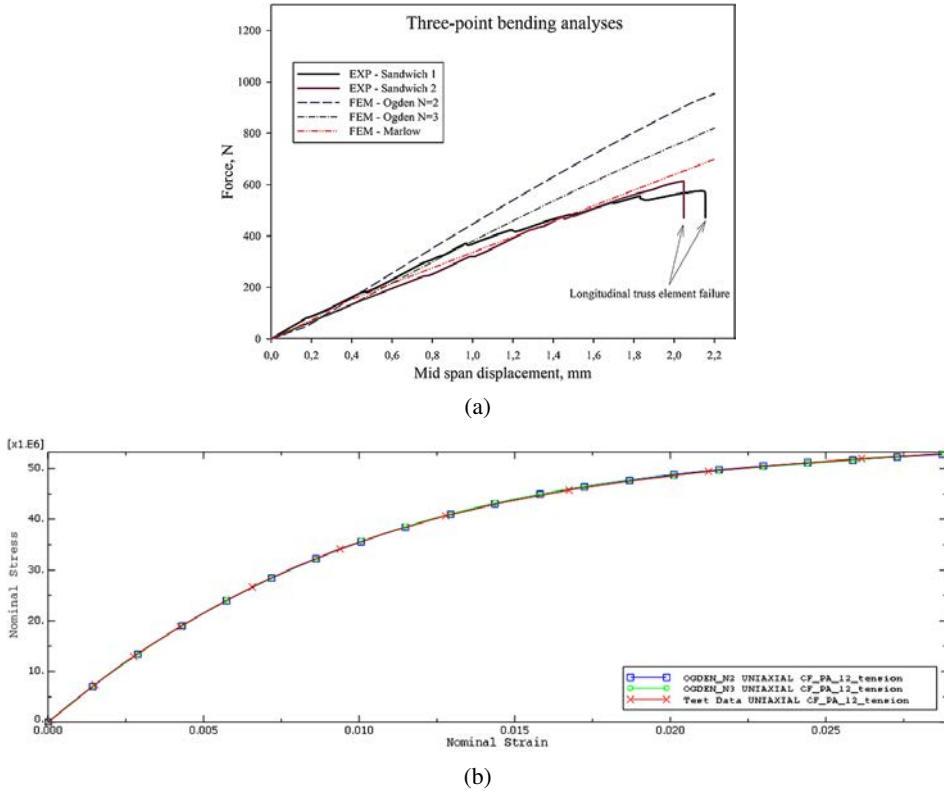 Three-point bending analyses
1200
1000
800
600
400
200
0
Force, N
EXP - Sandwich 1
EXP - Sandwich 2
FEM - Ogden N=2
FEM - Ogden N=3
FEM - Marlow
Longitudinal truss element failure
0,0 0,2 0,4 0,6 0,8 1,0 1,2 1,4 1,6 1,8 2,0 2,2
Mid span displacement, mm
(a)
[x1.E6]
50.
40.
30.
20.
10.
0.
Nominal Stress
OGDEN_N2 UNIAXIAL CF_PA_12_tension
OGDEN_N3 UNIAXIAL CF_PA_12_tension
Test Data UNIAXIAL CF_PA_12_tension
0.000 0.005 0.010 0.015 0.020 0.025
Nominal Strain
(b)